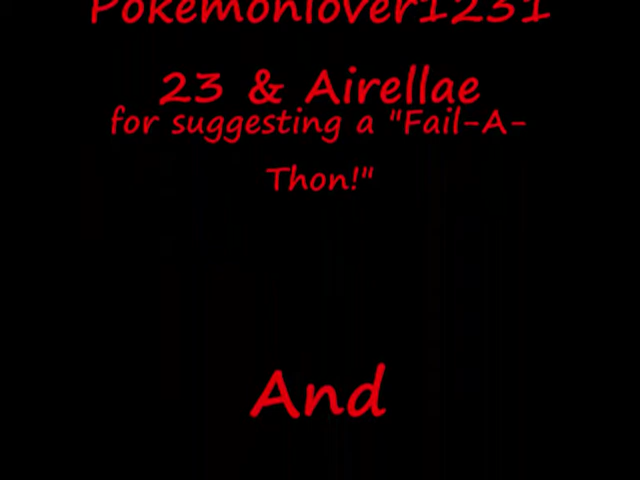 Pokemonlover1231
23 & Airellae
for suggesting a "Fail-A-
Thon!"
And